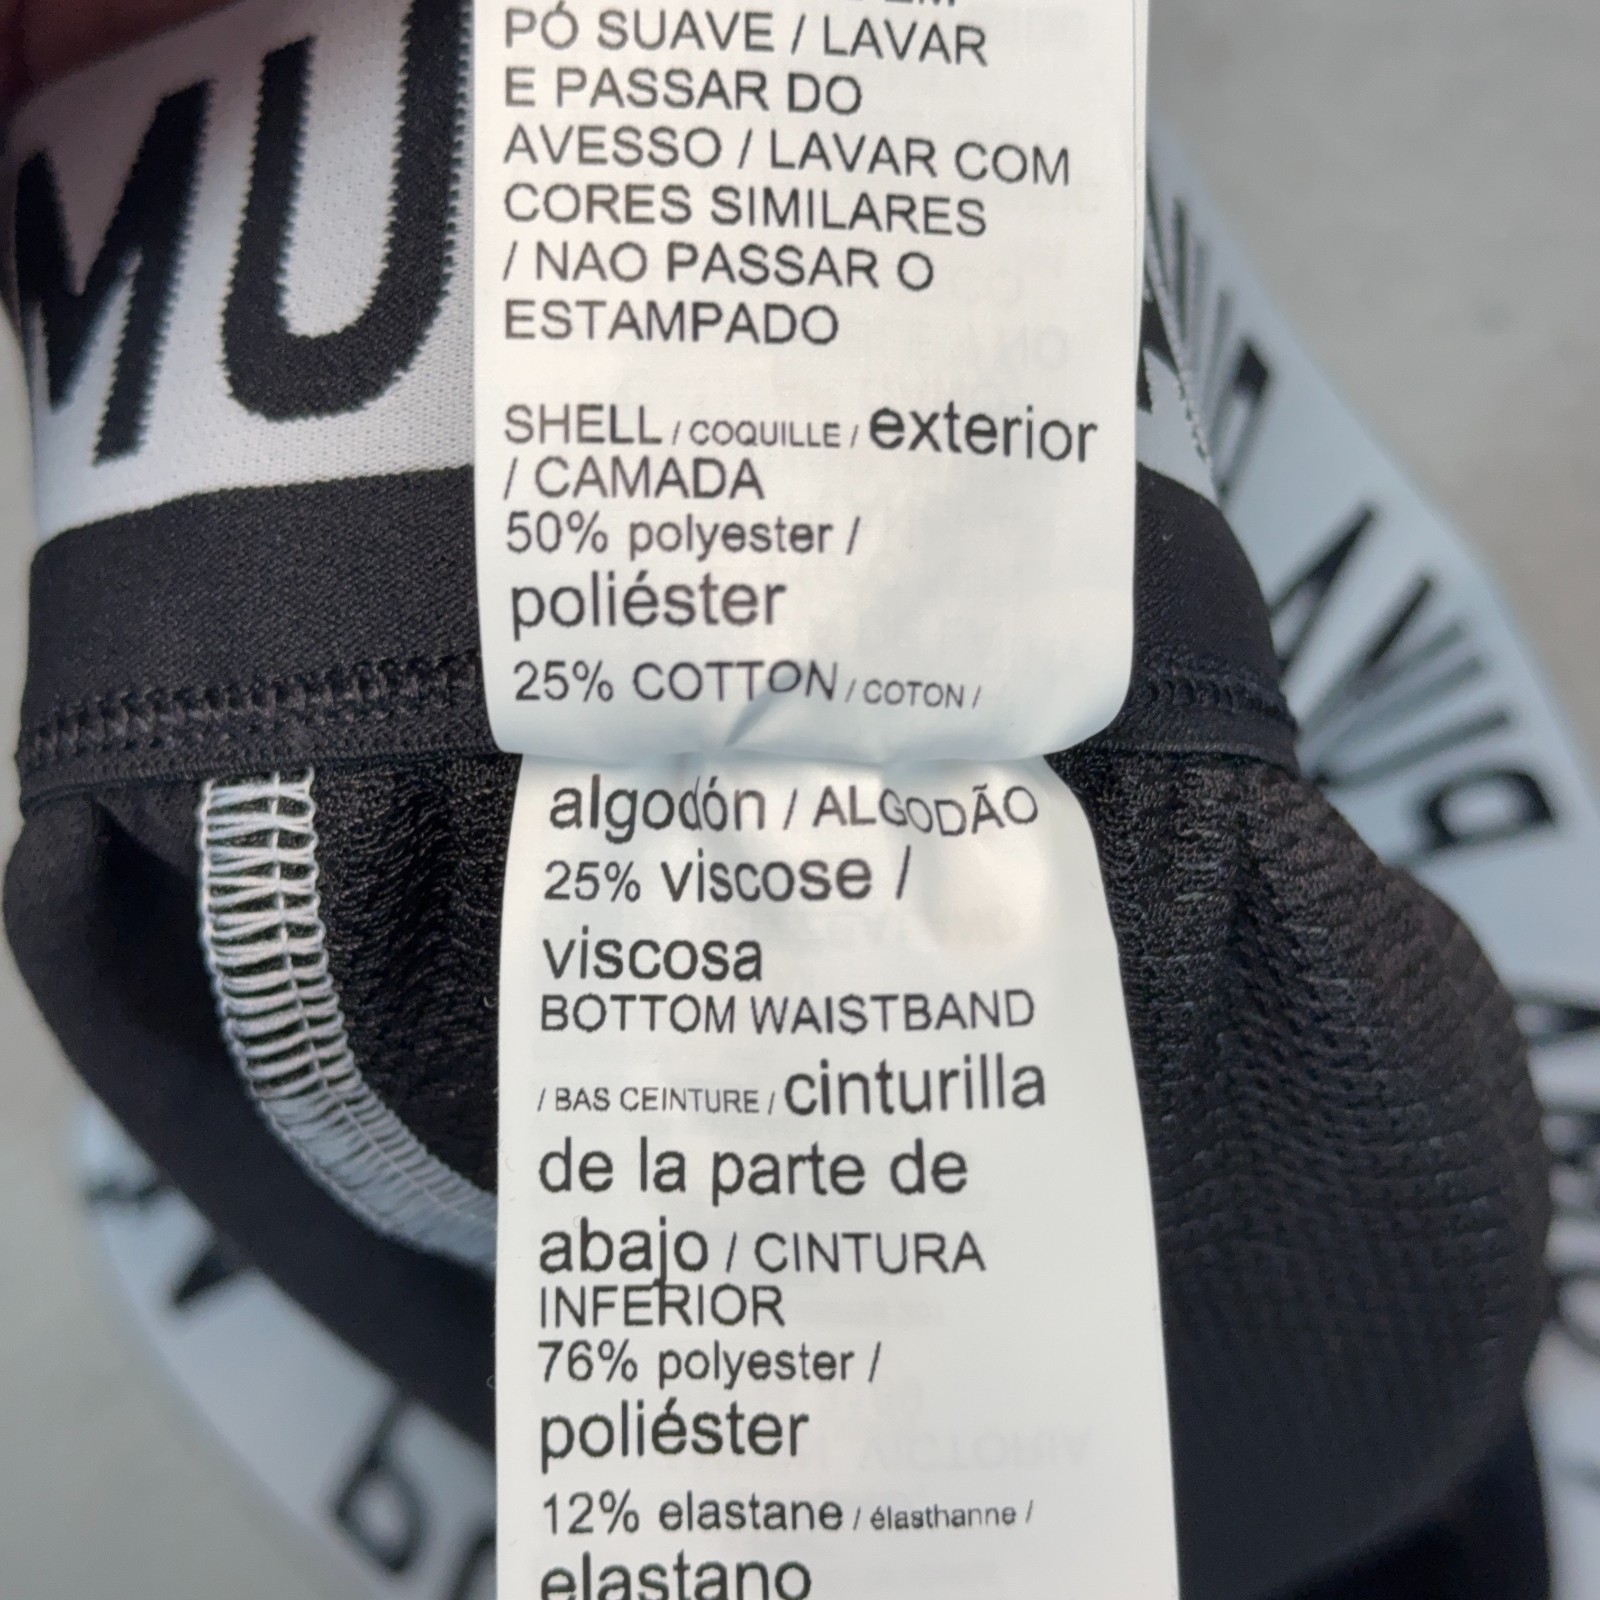 PÓ SUAVE / LAVAR
E PASSAR DO
AVESSO / LAVAR COM
CORES SIMILARES
/ NAO PASSAR O
ESTAMPADO
SHELL / COQUILLE / exterior
/ CAMADA
50% polyester /
poliéster
25% COTTON / COTON /
algodón / ALGODÃO
25% viscose /
viscosa
BOTTOM WAISTBAND
/ BAS CEINTURE / cinturilla
de la parte de
abajo / CINTURA
INFERIOR
76% polyester /
poliéster
12% elastane / élasthanne /
elastano
MU